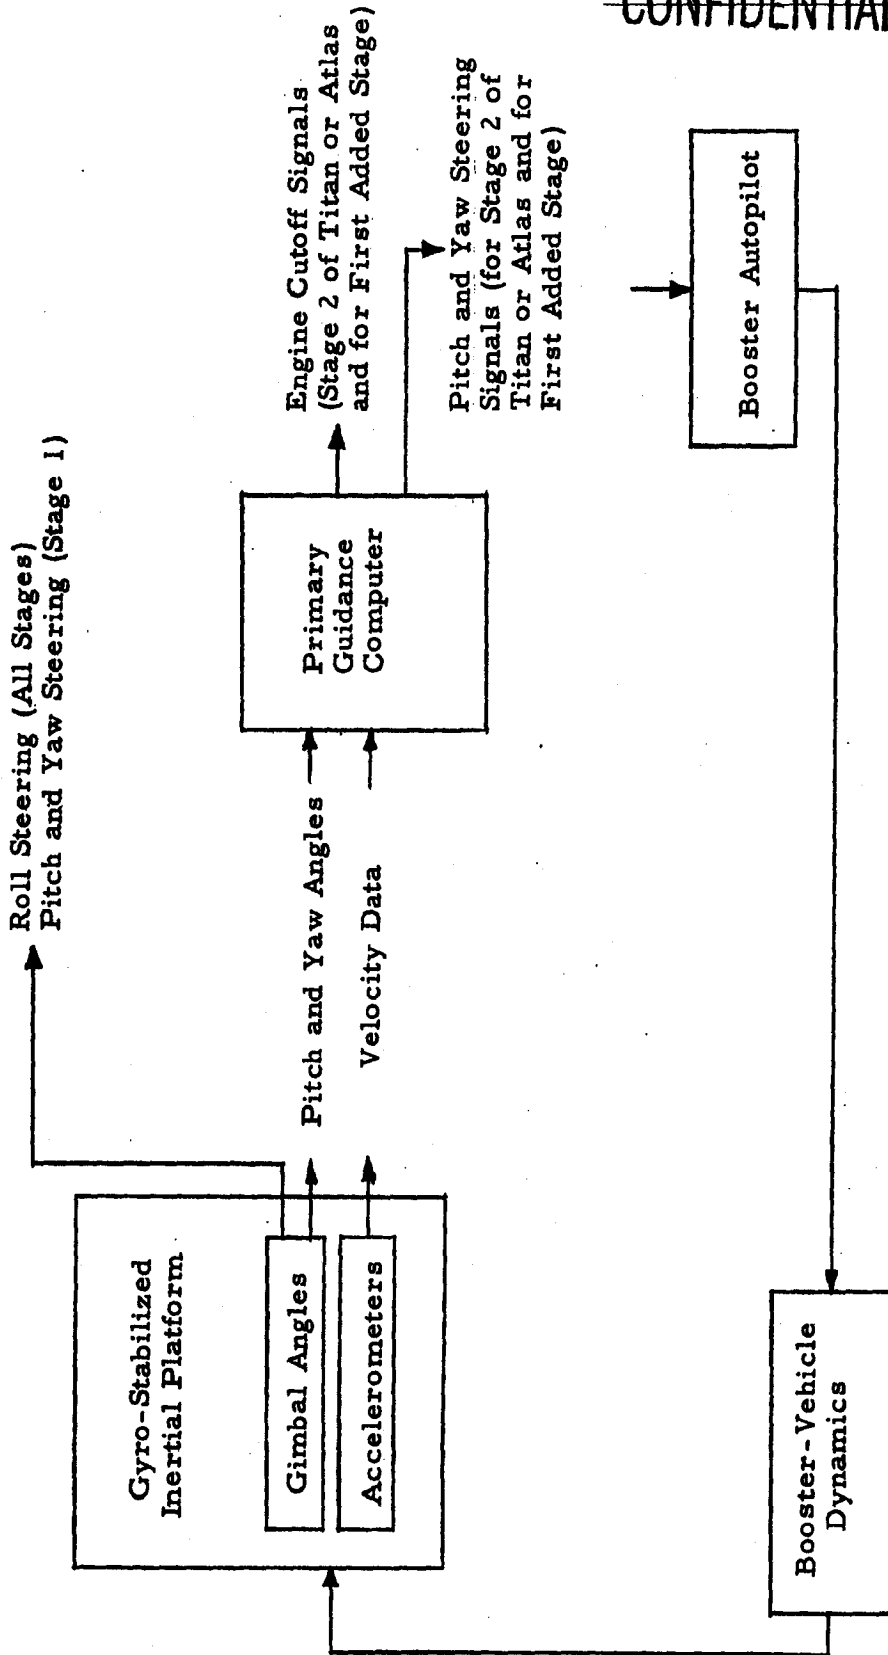 CONFIDENTIAL
Roll Steering (All Stages)
Pitch and Yaw Steering (Stage 1)
Gyro-Stabilized
Inertial Platform
Gimbal Angles
Accelerometers
Pitch and Yaw Angles
Velocity Data
Primary
Guidance
Computer
Engine Cutoff Signals
(Stage 2 of Titan or Atlas
and for First Added Stage)
Pitch and Yaw Steering
Signals (for Stage 2 of
Titan or Atlas and for
First Added Stage)
Booster Autopilot
Booster-Vehicle
Dynamics